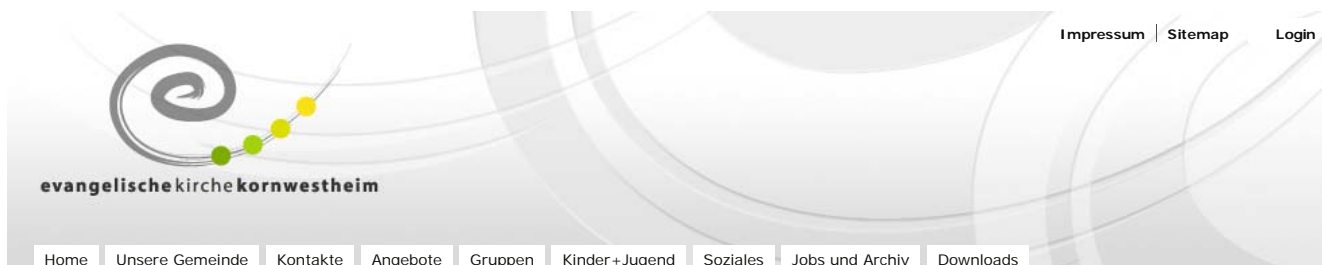 Impressum Sitemap Login
evangelischekirchekornwestheim
Home Unsere Gemeinde Kontakte Angebote Gruppen Kinder+Jugend Soziales Jobs und Archiv Downloads